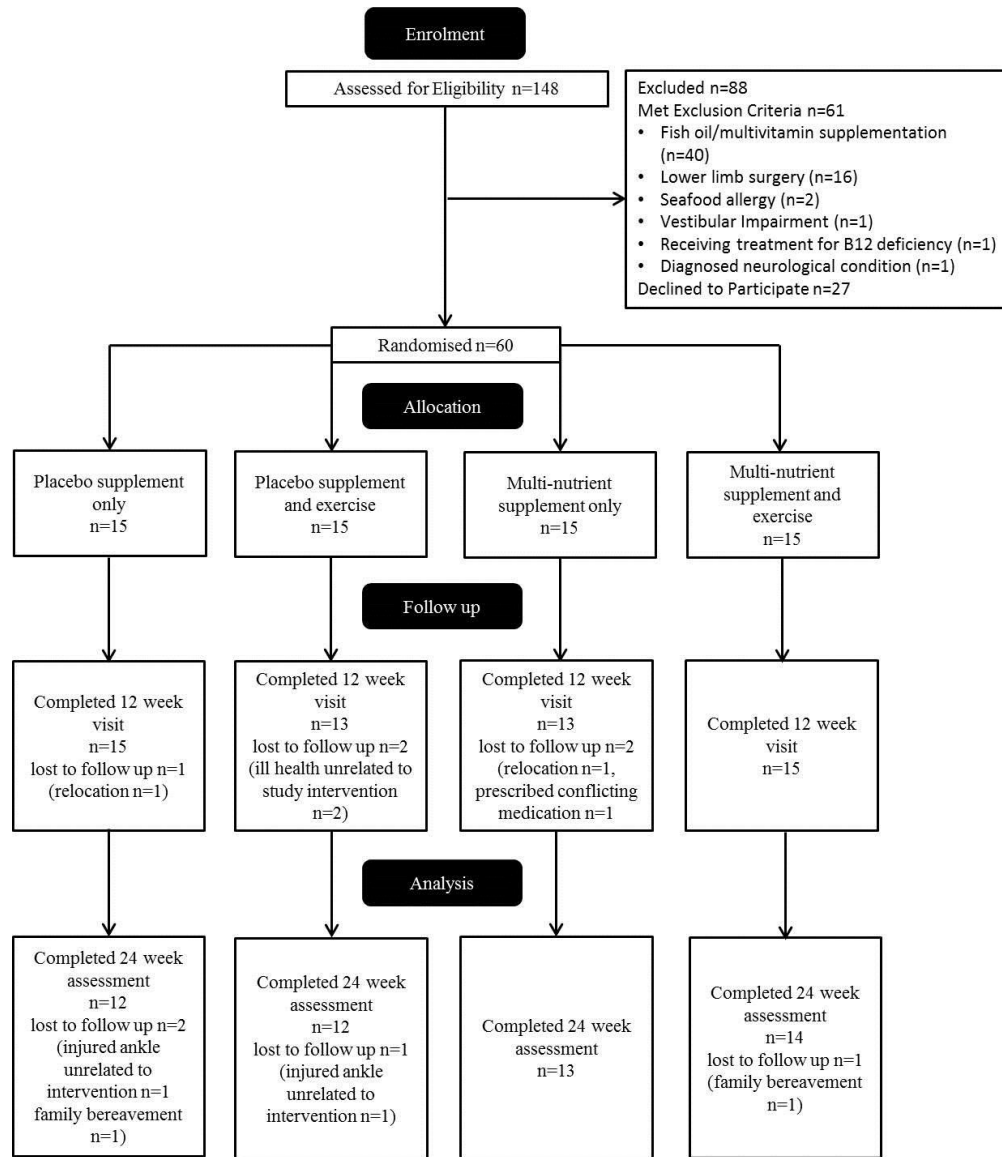 Enrolment
Assessed for Eligibility n=148
Excluded n=88
Met Exclusion Criteria n=61
• Fish oil/multivitamin supplementation
(n=40)
• Lower limb surgery (n=16)
• Seafood allergy (n=2)
• Vestibular Impairment (n=1)
• Receiving treatment for B12 deficiency (n=1)
• Diagnosed neurological condition (n=1)
Declined to Participate n=27
Randomised n=60
Allocation
Placebo supplement
only
n=15
Placebo supplement
and exercise
n=15
Multi-nutrient
supplement only
n=15
Multi-nutrient
supplement and
exercise
n=15
Follow up
Completed 12 week
visit
n=15
lost to follow up n=1
(relocation n=1)
Completed 12 week
visit
n=13
lost to follow up n=2
(ill health unrelated to
study intervention
n=2)
Completed 12 week
visit
n=13
lost to follow up n=2
(relocation n=1,
prescribed conflicting
medication n=1
Completed 12 week
visit
n=15
Analysis
Completed 24 week
assessment
n=12
lost to follow up n=2
(injured ankle
unrelated to
intervention n=1
family bereavement
n=1)
Completed 24 week
assessment
n=12
lost to follow up n=1
(injured ankle
unrelated to
intervention n=1)
Completed 24 week
assessment
n=13
Completed 24 week
assessment
n=14
lost to follow up n=1
(family bereavement
n=1)